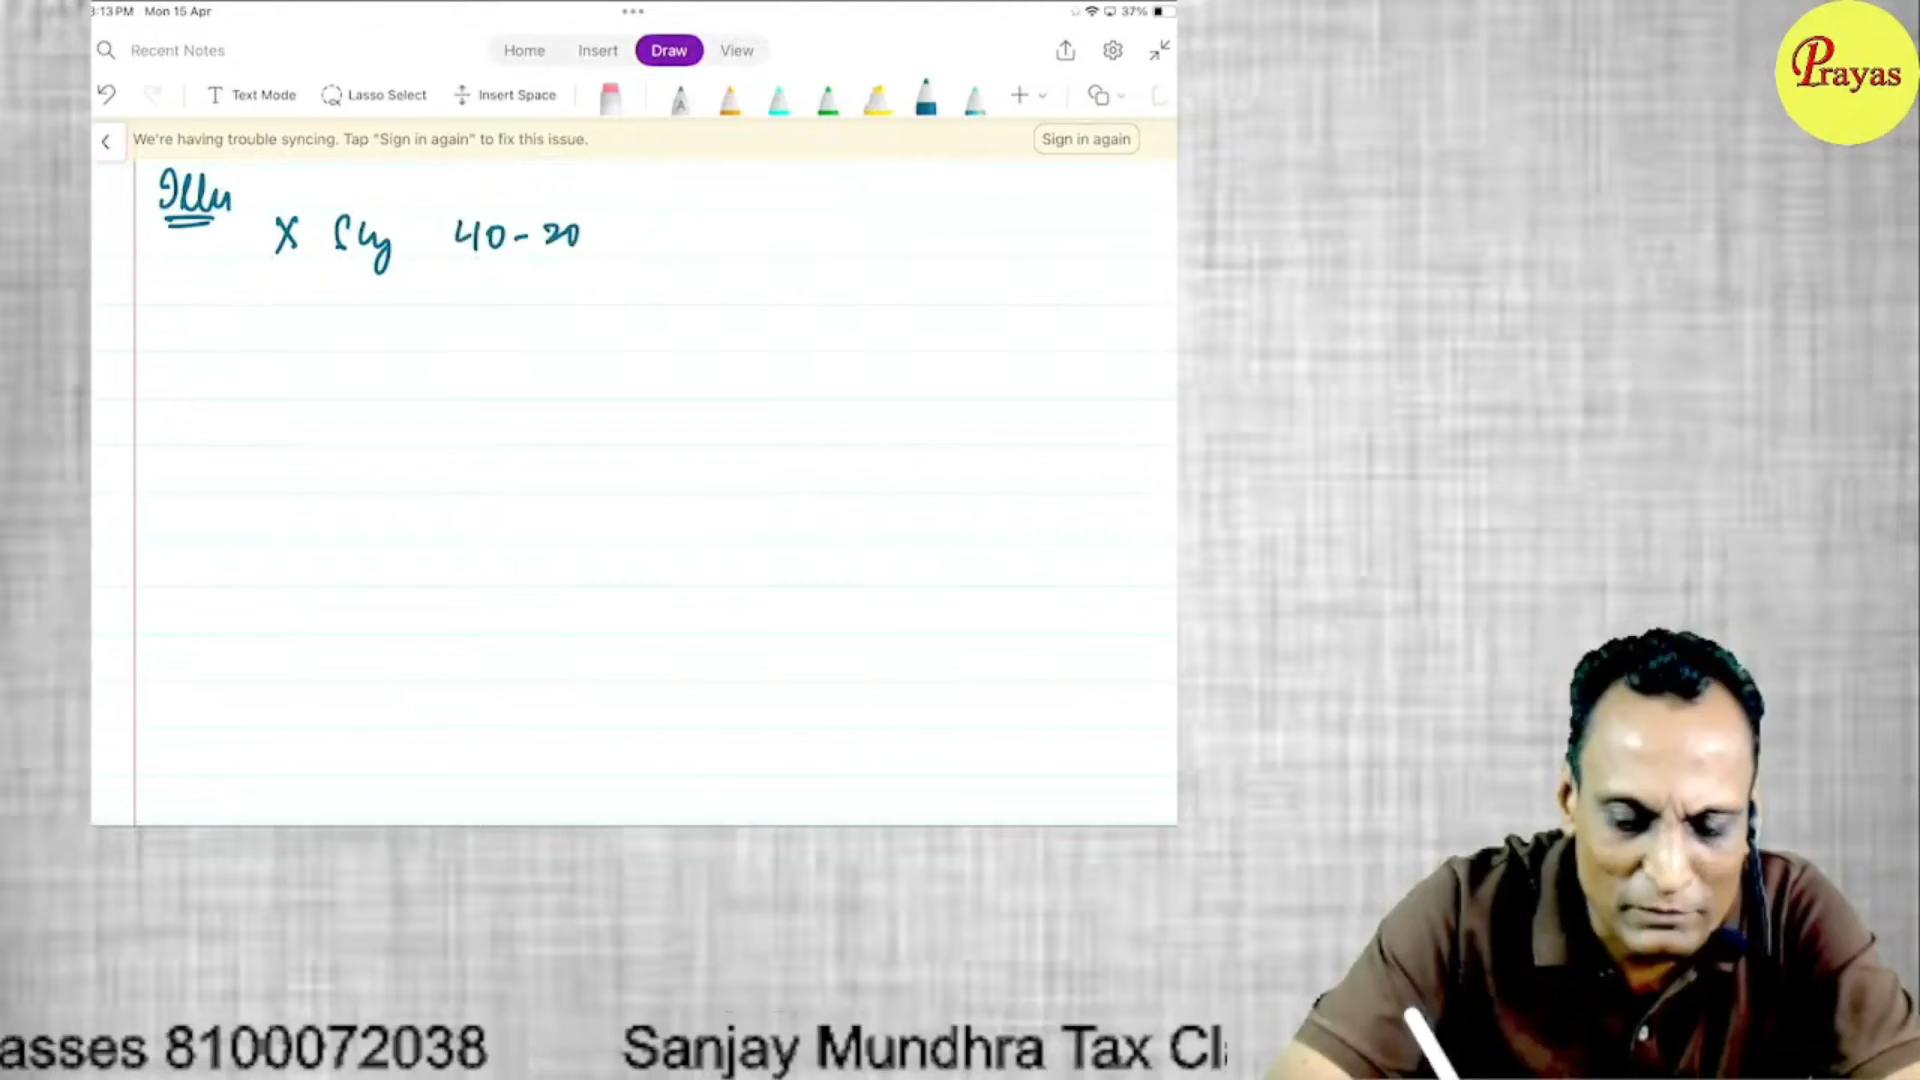 3:13 PM Mon 15 Apr
37%
Recent Notes
Home Insert Draw View
Text Mode Lasso Select Insert Space
A
We're having trouble syncing. Tap "Sign in again" to fix this issue.
Sign in again
Illu
X 40-20
Prayas
asses 8100072038 Sanjay Mundhra Tax Cl